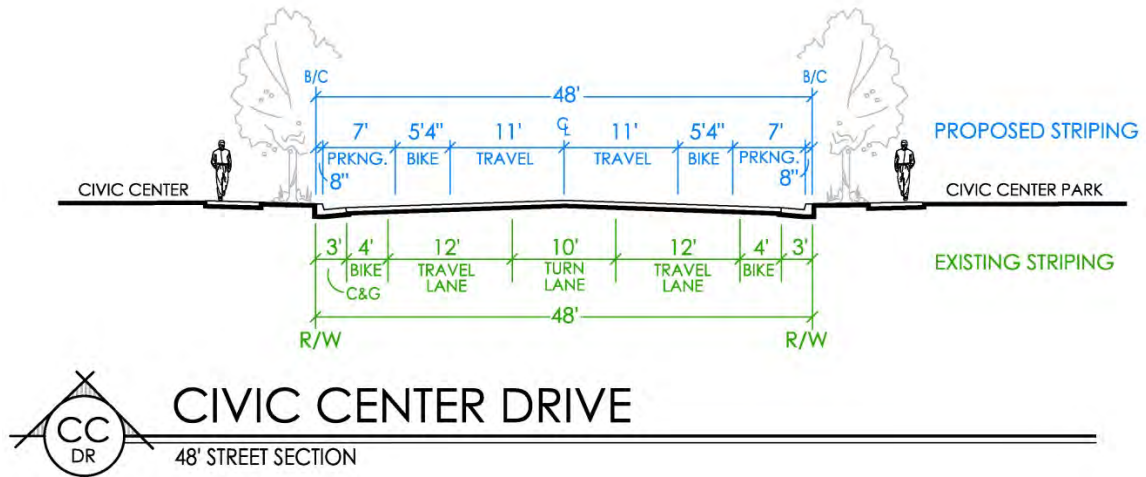 B/C B/C
48'
7' 5'4" 11' ℄ 11' 5'4" 7'
PROPOSED STRIPING
PRKNG. BIKE TRAVEL TRAVEL BIKE PRKNG.
8" 8"
CIVIC CENTER CIVIC CENTER PARK
3' 4' 12' 10' 12' 4' 3'
EXISTING STRIPING
BIKE TRAVEL LANE TURN LANE TRAVEL LANE BIKE
C&G
48'
R/W R/W
CC
DR
CIVIC CENTER DRIVE
48' STREET SECTION